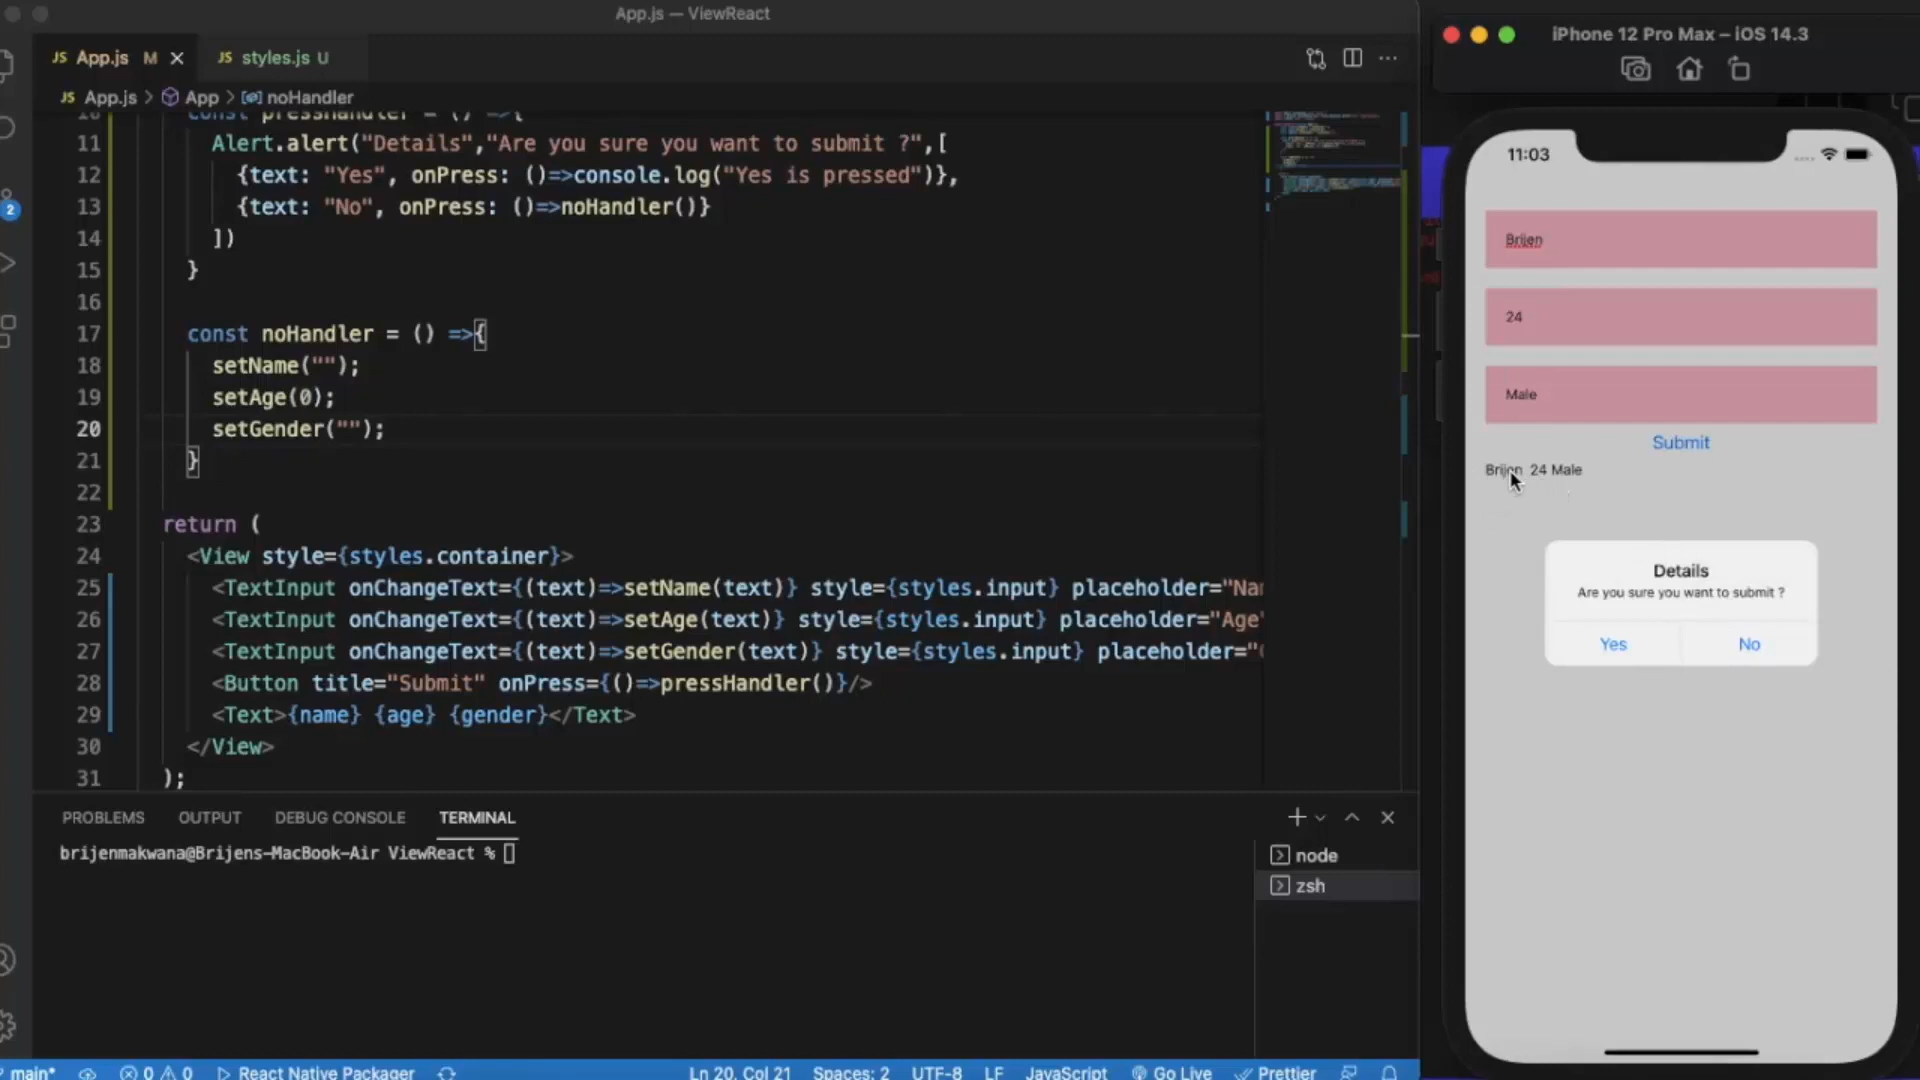 App.js — ViewReact
JS App.js M
JS styles.js U
JS App.js > App > noHandler
10 const pressHandler = () =>{
11 Alert.alert("Details","Are you sure you want to submit ?",[
12 {text: "Yes", onPress: ()=>console.log("Yes is pressed")},
13 {text: "No", onPress: ()=>noHandler()}
14 ])
15 }
16
17 const noHandler = () =>{
18 setName("");
19 setAge(0);
20 setGender("");
21 }
22
23 return (
24 <View style={styles.container}>
25 <TextInput onChangeText={(text)=>setName(text)} style={styles.input} placeholder="Na
26 <TextInput onChangeText={(text)=>setAge(text)} style={styles.input} placeholder="Age"
27 <TextInput onChangeText={(text)=>setGender(text)} style={styles.input} placeholder="
28 <Button title="Submit" onPress={()=>pressHandler()}/>
29 <Text>{name} {age} {gender}</Text>
30 </View>
31 );
2
PROBLEMS OUTPUT DEBUG CONSOLE TERMINAL
brijenmakwana@Brijens-MacBook-Air ViewReact %
node
zsh
main* 0 0 React Native Packager Ln 20, Col 21 Spaces: 2 UTF-8 LF JavaScript Go Live Prettier
iPhone 12 Pro Max – iOS 14.3
11:03
Brijen
24
Male
Submit
Brijen 24 Male
Details
Are you sure you want to submit ?
Yes No